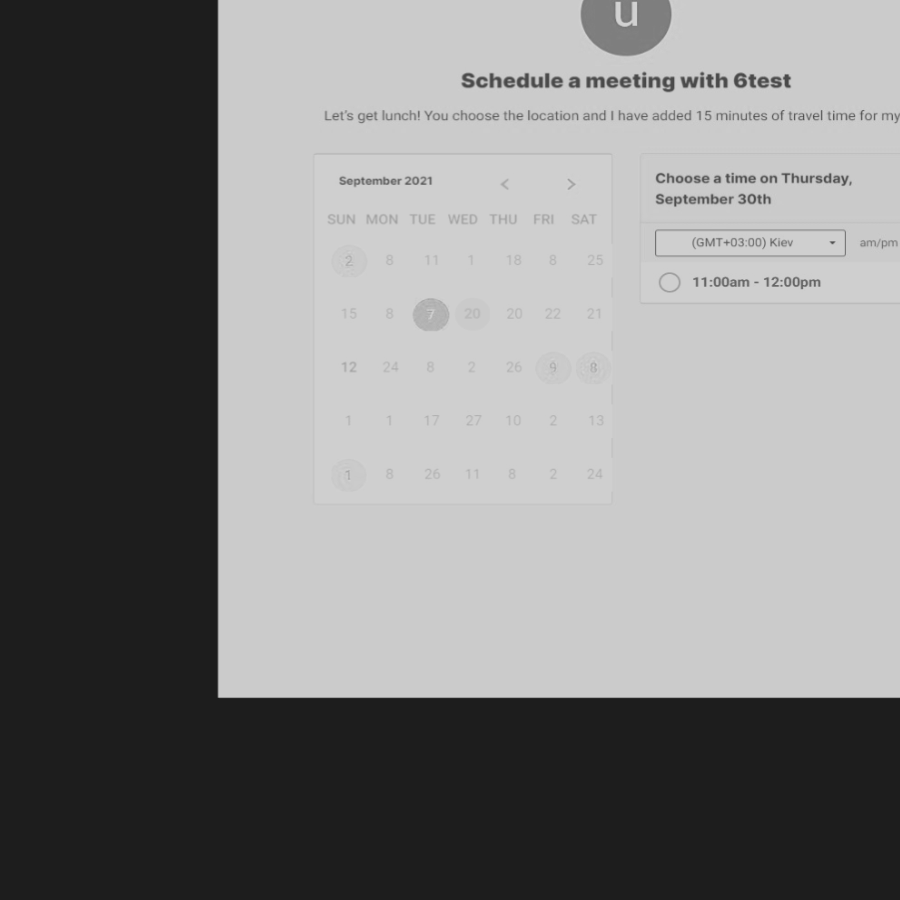 u
Schedule a meeting with 6test
Let's get lunch! You choose the location and I have added 15 minutes of travel time for my
September 2021 < >
SUN MON TUE WED THU FRI SAT
2 8 11 1 18 8 25
15 8 7 20 20 22 21
12 24 8 2 26 9 8
1 1 17 27 10 2 13
1 8 26 11 8 2 24
Choose a time on Thursday,
September 30th
(GMT+03:00) Kiev am/pm
11:00am - 12:00pm